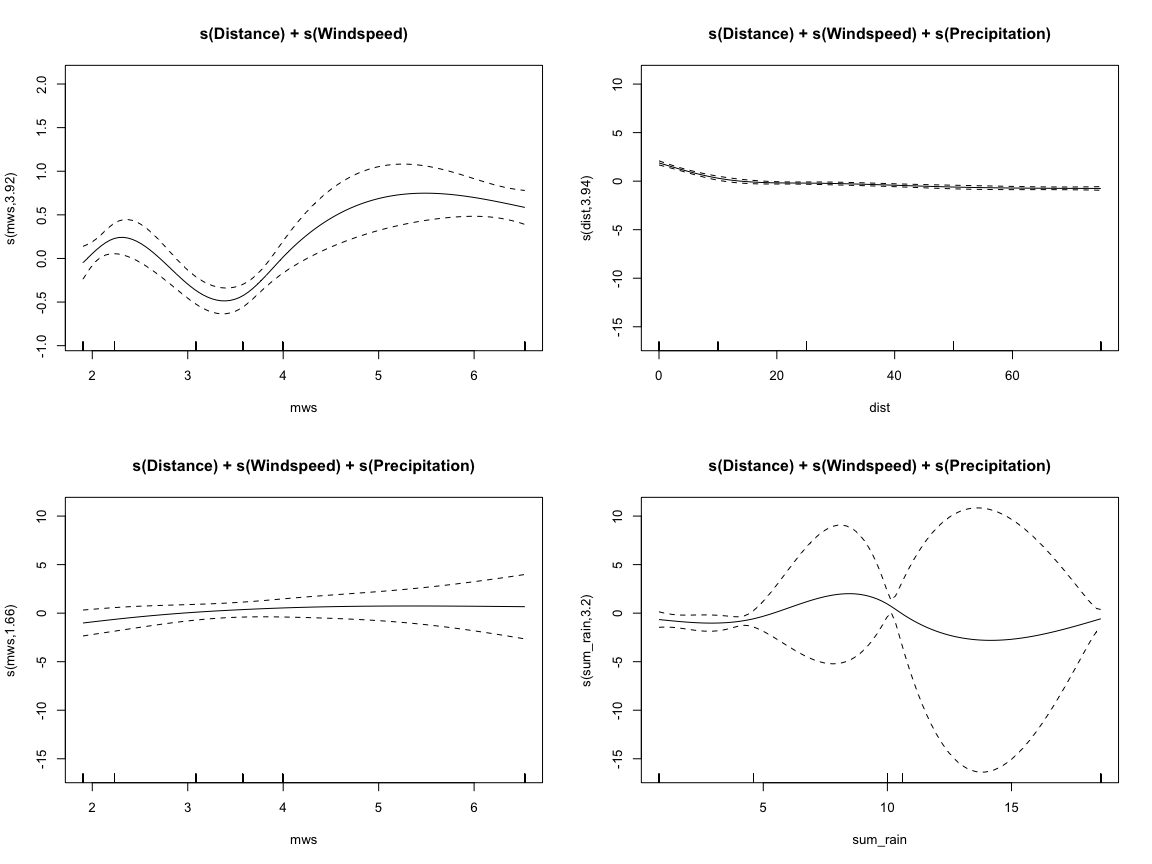 s(Distance) + s(Windspeed)
s(mws,3.92)
2.0
1.5
1.0
0.5
0.0
-0.5
-1.0
2 3 4 5 6
mws
s(Distance) + s(Windspeed) + s(Precipitation)
s(dist,3.94)
10
5
0
-5
-10
-15
0 20 40 60
dist
s(Distance) + s(Windspeed) + s(Precipitation)
s(mws,1.66)
10
5
0
-5
-10
-15
2 3 4 5 6
mws
s(Distance) + s(Windspeed) + s(Precipitation)
s(sum_rain,3.2)
10
5
0
-5
-10
-15
5 10 15
sum_rain